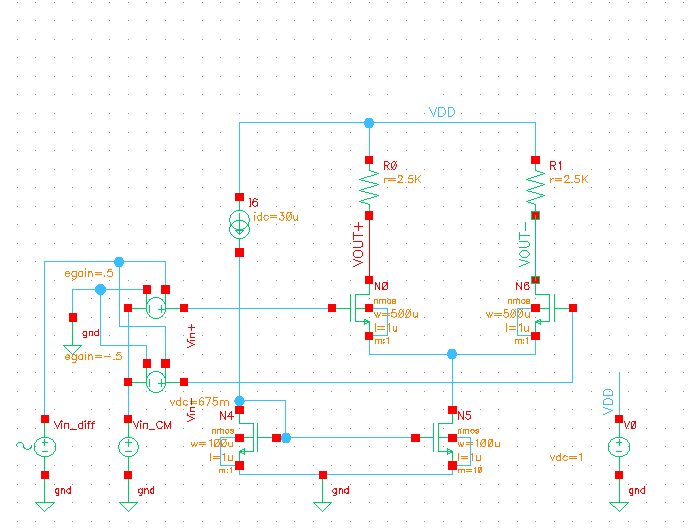 VDD
R0
r=2.5K
R1
r=2.5K
I6
idc=30u
VOUT+
VOUT-
egain=.5
N0
nmos
w=500u
l=1u
m:1
N6
nmos
w=500u
l=1u
m:1
gnd
Vin+
egain=-.5
vdc=675m
Vin-
N4
nmos
w=100u
l=1u
m:1
N5
nmos
w=100u
l=1u
m=10
VDD
Vin_diff
Vin_CM
V0
vdc=1
gnd
gnd
gnd
gnd